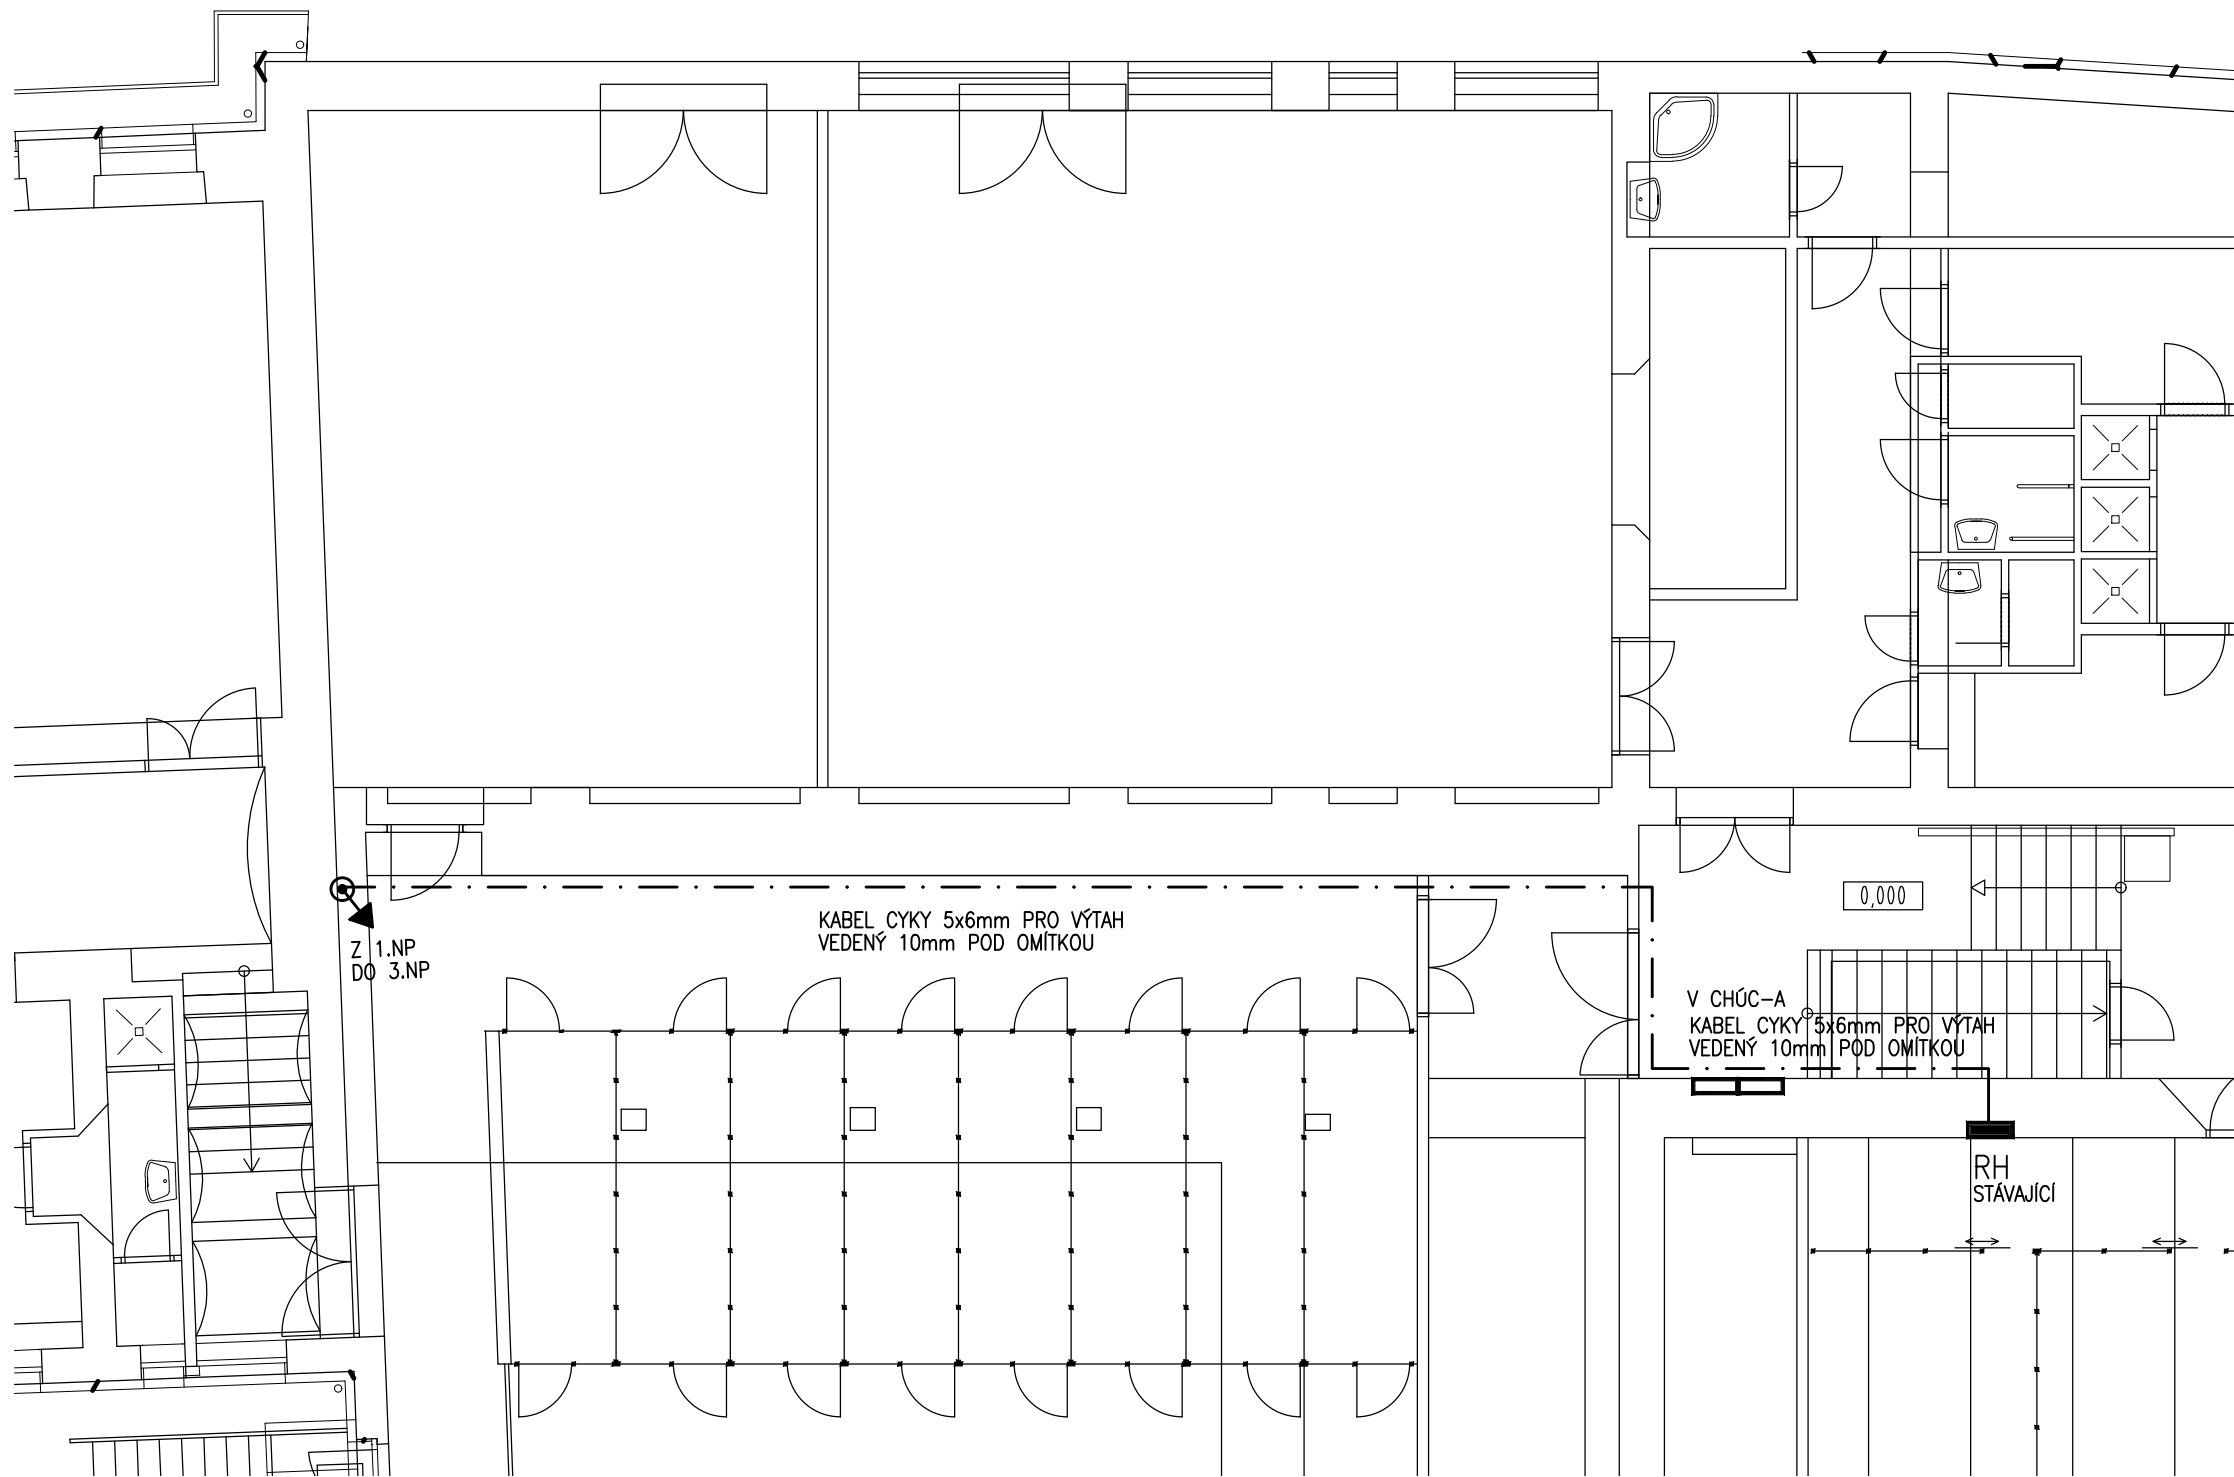 0,000
KABEL CYKY 5x6mm PRO VÝTAH
VEDENÝ 10mm POD OMÍTKOU
Z 1.NP
DO 3.NP
V CHÚC-A
KABEL CYKY 5x6mm PRO VÝTAH
VEDENÝ 10mm POD OMÍTKOU
RH
STÁVAJÍCÍ